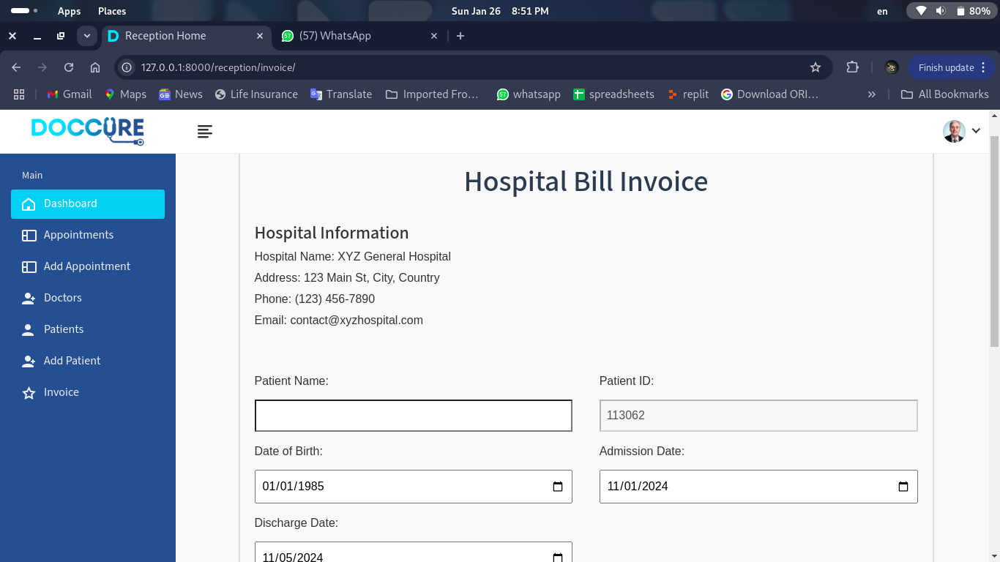 Apps Places Sun Jan 26 8:51 PM en 80%
Reception Home (57) WhatsApp
127.0.0.1:8000/reception/invoice/ Finish update
Gmail Maps News Life Insurance Translate Imported Fro… whatsapp spreadsheets replit Download ORI… » All Bookmarks
DOCCURE
Main
Dashboard
Appointments
Add Appointment
Doctors
Patients
Add Patient
Invoice
Hospital Bill Invoice
Hospital Information
Hospital Name: XYZ General Hospital
Address: 123 Main St, City, Country
Phone: (123) 456-7890
Email: contact@xyzhospital.com
Patient Name: Patient ID:
113062
Date of Birth: Admission Date:
01/01/1985 11/01/2024
Discharge Date:
11/05/2024